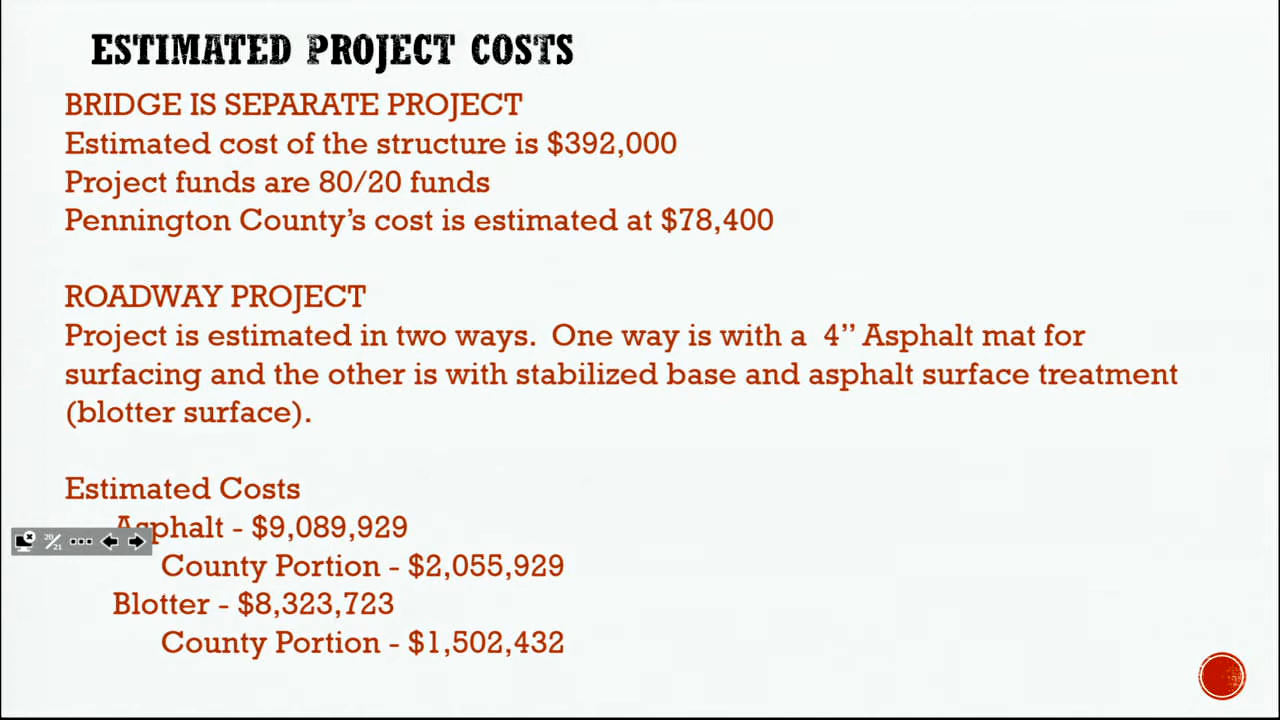 ESTIMATED PROJECT COSTS
BRIDGE IS SEPARATE PROJECT
Estimated cost of the structure is $392,000
Project funds are 80/20 funds
Pennington County's cost is estimated at $78,400
ROADWAY PROJECT
Project is estimated in two ways.  One way is with a  4” Asphalt mat for
surfacing and the other is with stabilized base and asphalt surface treatment
(blotter surface).
Estimated Costs
Asphalt - $9,089,929
20/21
County Portion - $2,055,929
Blotter - $8,323,723
County Portion - $1,502,432